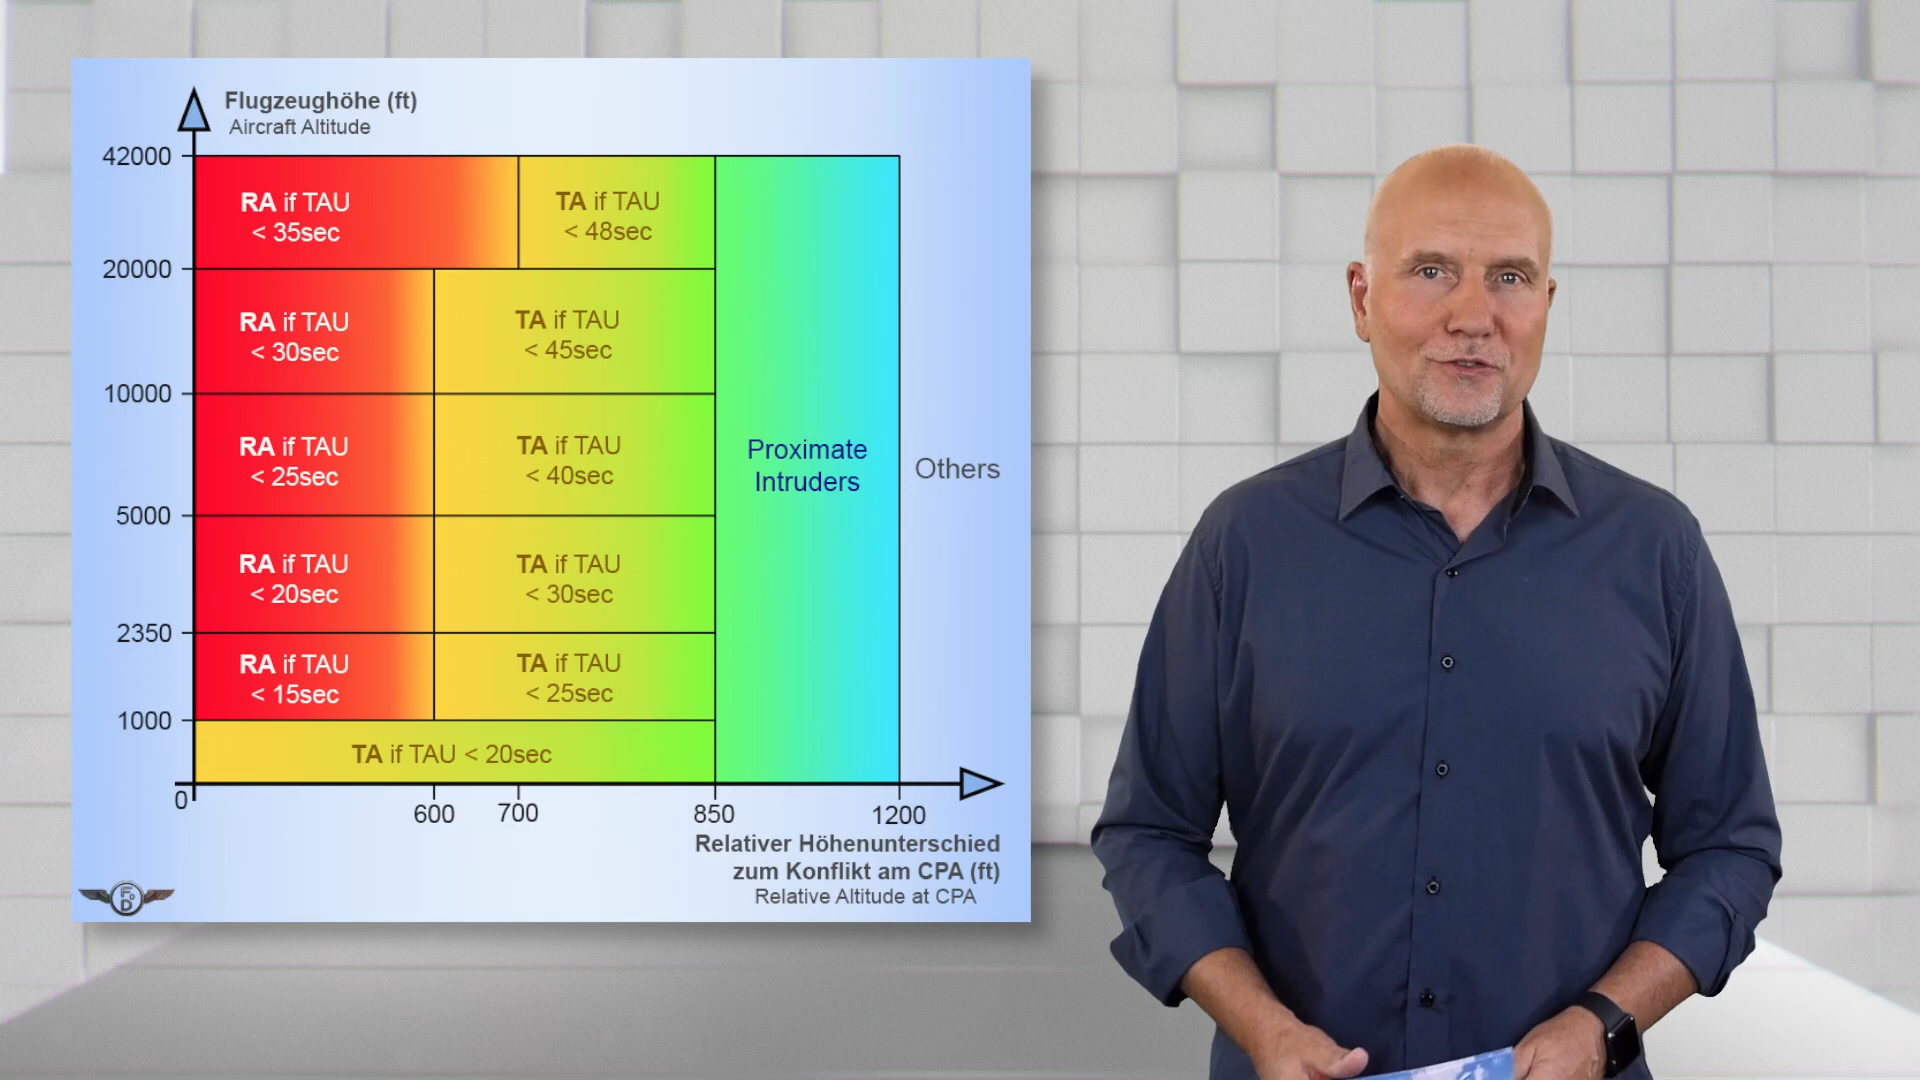 Flugzeughöhe (ft)
Aircraft Altitude
42000
RA if TAU
< 35sec
TA if TAU
< 48sec
20000
RA if TAU
< 30sec
TA if TAU
< 45sec
10000
RA if TAU
< 25sec
TA if TAU
< 40sec
Proximate
Intruders
Others
5000
RA if TAU
< 20sec
TA if TAU
< 30sec
2350
RA if TAU
< 15sec
TA if TAU
< 25sec
1000
TA if TAU < 20sec
0
600
700
850
1200
Relativer Höhenunterschied
zum Konflikt am CPA (ft)
Relative Altitude at CPA
F D D